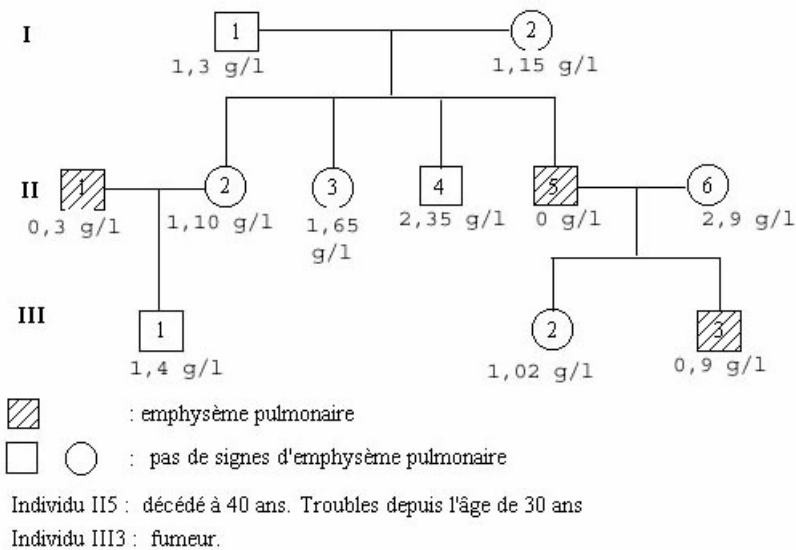 I
1
2
1,3 g/l
1,15 g/l
II
1
2
3
4
5
6
0,3 g/l
1,10 g/l
1,65
g/l
2,35 g/l
0 g/l
2,9 g/l
III
1
2
3
1,4 g/l
1,02 g/l
0,9 g/l
: emphysème pulmonaire
: pas de signes d'emphysème pulmonaire
Individu II5 : décédé à 40 ans. Troubles depuis l'âge de 30 ans
Individu III3 : fumeur.